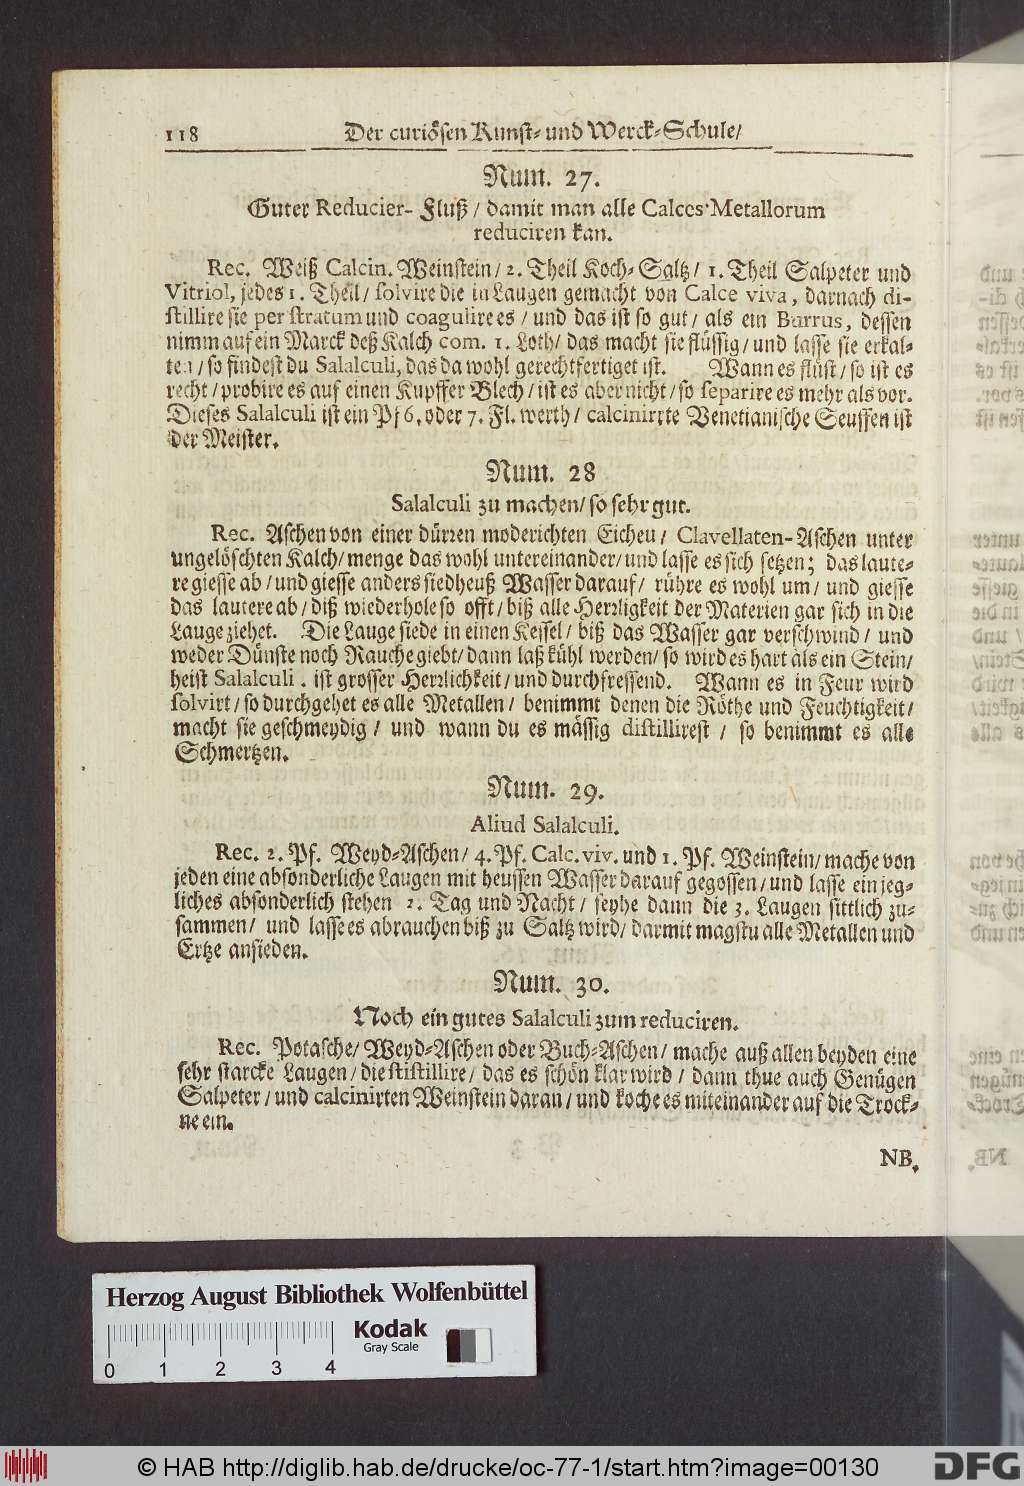 118 Der curiösen Kunst- und Werck-Schule/
Num. 27.
Guter Reducier- Fluß / damit man alle Calces Metallorum
reduciren kan.
Rec. Weiß Calcin. Weinstein / 2. Theil Koch-Saltz / 1. Theil Salpeter und
Vitriol, jedes 1. Theil / solvire die in Laugen gemacht von Calce viva, darnach di-
stillire sie per stratum und coagulire es / und das ist so gut / als ein Burrus, dessen
nimm auf ein Marck deß Kalch com. 1. Loth / das macht sie flüssig / und lasse sie erkal-
ten / so findest du Salalculi, das da wohl gerechtfertiget ist. Wann es flüst / so ist es
recht / probire es auf einen Kupffer Blech / ist es aber nicht / so separire es mehr als vor.
Dieses Salalculi ist ein Pf 6. oder 7. Fl. werth / calcinirte Venetianische Seuffen ist
der Meister.
Num. 28
Salalculi zu machen / so sehr gut.
Rec. Aschen von einer dürren moderichten Eicheu / Clavellaten-Aschen unter
ungelöschten Kalch / menge das wohl untereinander / und lasse es sich setzen; das laute-
re giesse ab / und giesse anders siedheuß Wasser darauf / rühre es wohl um / und giesse
das lautere ab / diß wiederhole so offt / biß alle Herrligkeit der Materien gar sich in die
Lauge ziehet. Die Lauge siede in einen Kessel / biß das Wasser gar verschwind / und
weder Dünste noch Rauche giebt / dann laß kühl werden / so wird es hart als ein Stein /
heist Salalculi. ist grosser Herrlichkeit / und durchfressend. Wann es in Feur wird
solvirt / so durchgehet es alle Metallen / benimmt denen die Röthe und Feuchtigkeit /
macht sie geschmeydig / und wann du es mässig distillirest / so benimmt es alle
Schmertzen.
Num. 29.
Aliud Salalculi.
Rec. 2. Pf. Weyd-Aschen / 4. Pf. Calc. viv. und 1. Pf. Weinstein / mache von
jeden eine absonderliche Laugen mit heussen Wasser darauf gegossen / und lasse ein jeg-
liches absonderlich stehen 2. Tag und Nacht / seyhe dann die 3. Laugen sittlich zu-
sammen / und lasse es abrauchen biß zu Saltz wird / darmit magstu alle Metallen und
Ertze ansieden.
Num. 30.
Noch ein gutes Salalculi zum reduciren.
Rec. Potasche / Weyd-Aschen oder Buch-Aschen / mache auß allen beyden eine
sehr starcke Laugen / die stistillire / das es schön klar wird / dann thue auch Genügen
Salpeter / und calcinirten Weinstein daran / und koche es miteinander auf die Trock-
ne ein.
NB.
Herzog August Bibliothek Wolfenbüttel
Kodak
Gray Scale
0 1 2 3 4
© HAB http://diglib.hab.de/drucke/oc-77-1/start.htm?image=00130
DFG